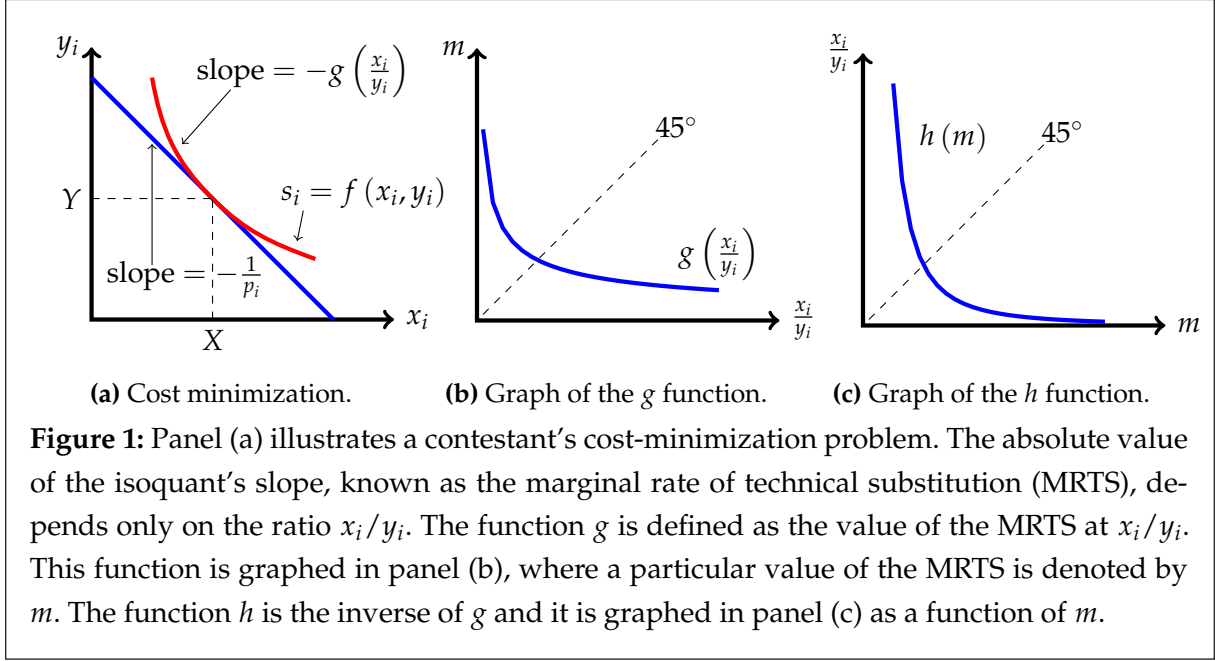 y_i
slope = −g (x_i/y_i)
s_i = f (x_i, y_i)
Y
slope = −1/p_i
X
x_i
(a) Cost minimization.
m
45°
g (x_i/y_i)
x_i/y_i
(b) Graph of the g function.
x_i/y_i
h (m)
45°
m
(c) Graph of the h function.
Figure 1: Panel (a) illustrates a contestant's cost-minimization problem. The absolute value
of the isoquant's slope, known as the marginal rate of technical substitution (MRTS), de-
pends only on the ratio x_i/y_i. The function g is defined as the value of the MRTS at x_i/y_i.
This function is graphed in panel (b), where a particular value of the MRTS is denoted by
m. The function h is the inverse of g and it is graphed in panel (c) as a function of m.